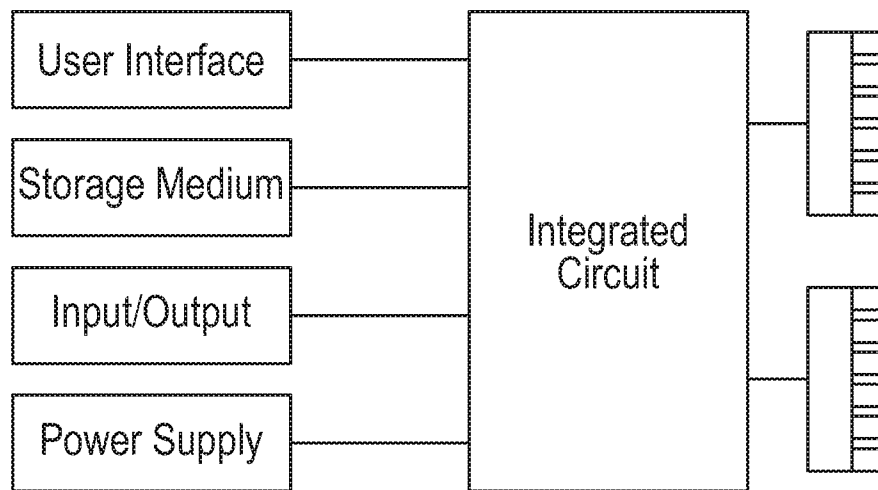 User Interface
Storage Medium
Input/Output
Power Supply
Integrated
Circuit